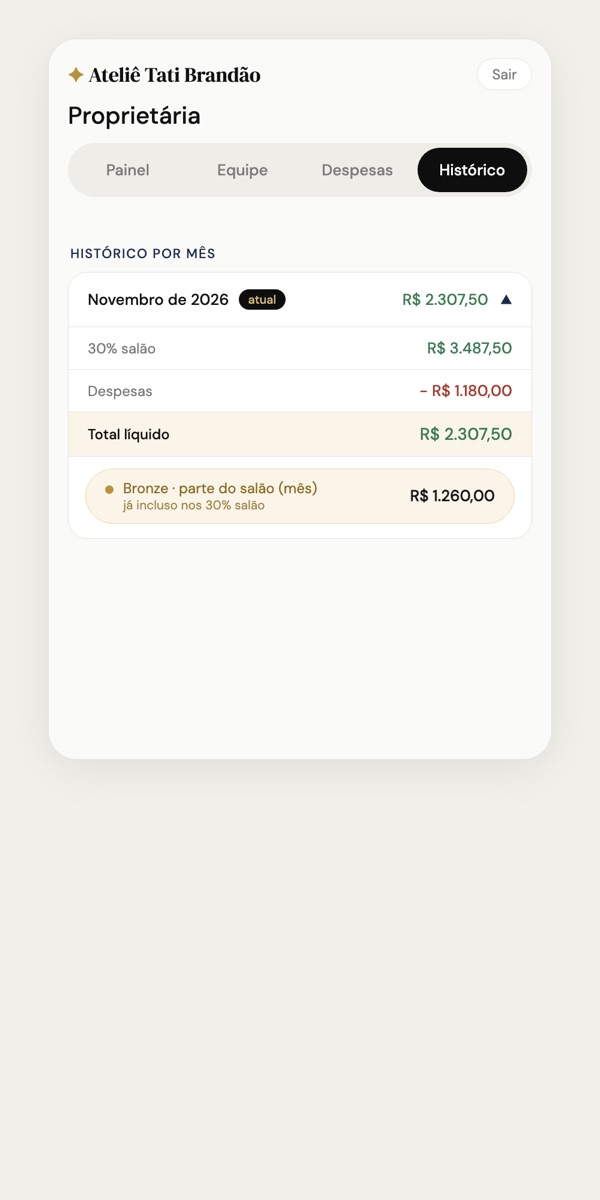 Ateliê Tati Brandão
Sair
Proprietária
Painel Equipe Despesas Histórico
HISTÓRICO POR MÊS
Novembro de 2026 atual R$ 2.307,50 ▲
30% salão R$ 3.487,50
Despesas − R$ 1.180,00
Total líquido R$ 2.307,50
Bronze · parte do salão (mês) R$ 1.260,00
já incluso nos 30% salão